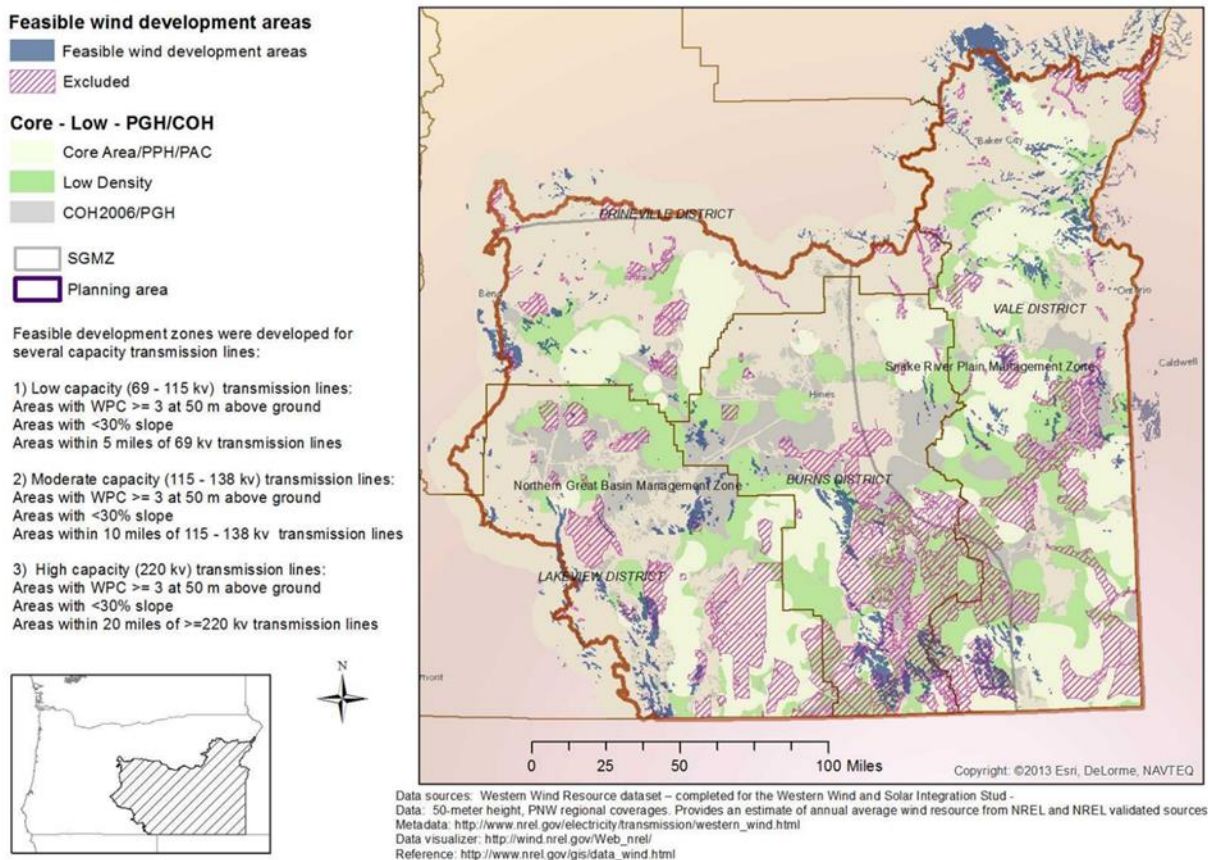 Feasible wind development areas
Feasible wind development areas
Excluded
Core - Low - PGH/COH
Core Area/PPH/PAC
Low Density
COH2006/PGH
SGMZ
Planning area
Feasible development zones were developed for
several capacity transmission lines:
1) Low capacity (69 - 115 kv) transmission lines:
Areas with WPC >= 3 at 50 m above ground
Areas with <30% slope
Areas within 5 miles of 69 kv transmission lines
2) Moderate capacity (115 - 138 kv) transmission lines:
Areas with WPC >= 3 at 50 m above ground
Areas with <30% slope
Areas within 10 miles of 115 - 138 kv transmission lines
3) High capacity (220 kv) transmission lines:
Areas with WPC >= 3 at 50 m above ground
Areas with <30% slope
Areas within 20 miles of >=220 kv transmission lines
N
Baker City
PRINEVILLE DISTRICT
Bend
Ontario
VALE DISTRICT
Caldwell
Snake River Plain Management Zone
Hines
Northern Great Basin Management Zone
BURNS DISTRICT
LAKEVIEW DISTRICT
0 25 50 100 Miles
Copyright: ©2013 Esri, DeLorme, NAVTEQ
Data sources: Western Wind Resource dataset – completed for the Western Wind and Solar Integration Stud -
Data: 50-meter height, PNW regional coverages. Provides an estimate of annual average wind resource from NREL and NREL validated sources
Metadata: http://www.nrel.gov/electricity/transmission/western_wind.html
Data visualizer: http://wind.nrel.gov/Web_nrel/
Reference: http://www.nrel.gov/gis/data_wind.html